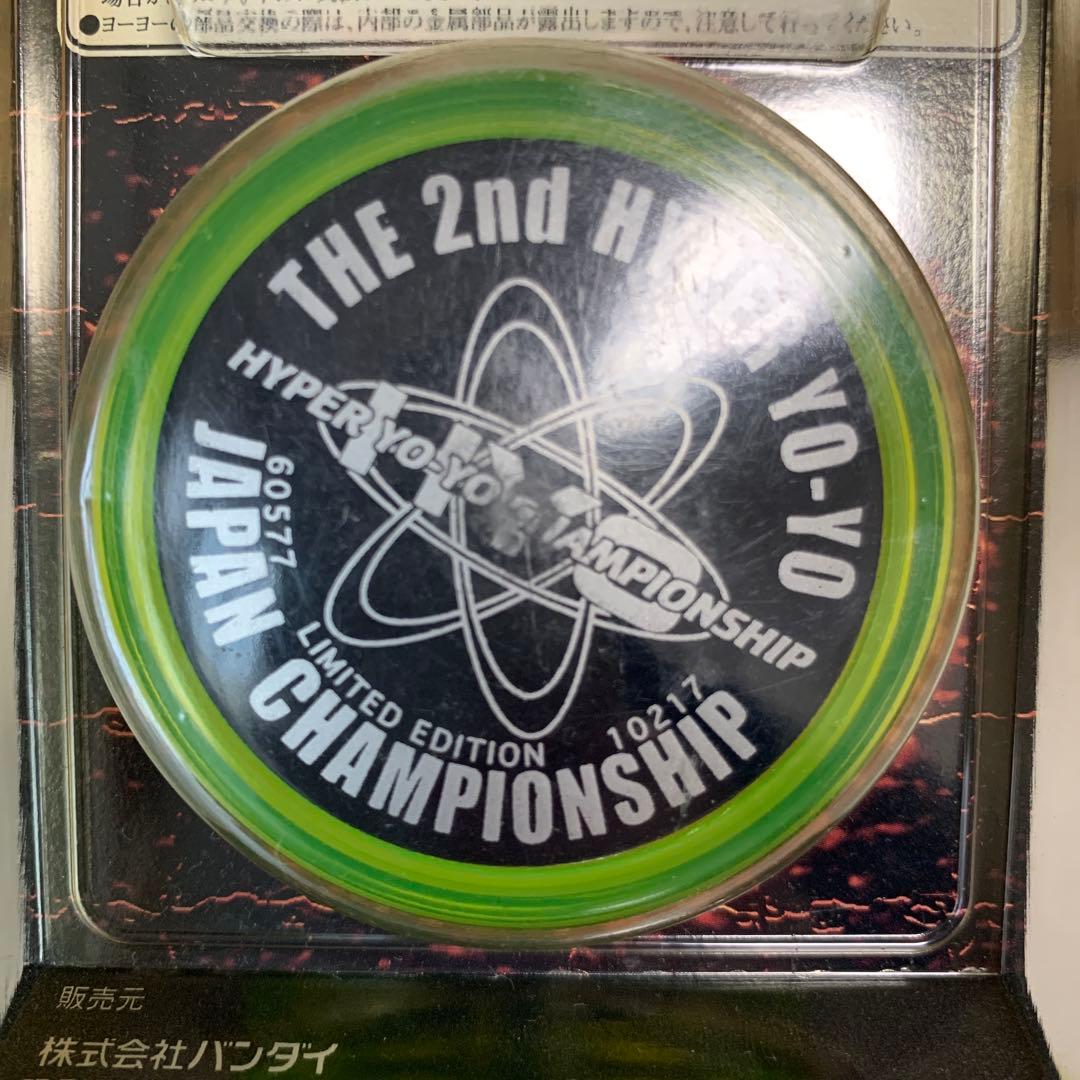 ●ヨーヨーの部品交換の際は、内部の金属部品が露出しますので、注意して行ってください。
THE 2nd HYPER YO-YO
HYPER YO-YO CHAMPIONSHIP
60577
JAPAN CHAMPIONSHIP
LIMITED EDITION 10217
販売元
株式会社バンダイ